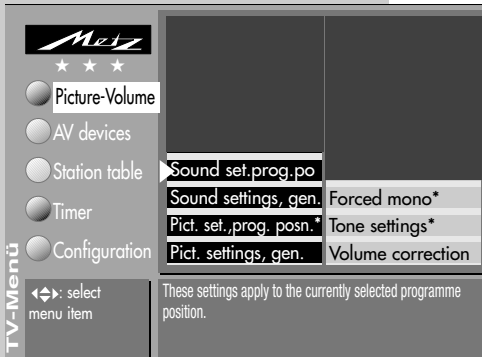 Metz
Picture-Volume
AV devices
Station table
Timer
Configuration
TV-Menü
Sound set.prog.po
Sound settings, gen.
Pict. set.,prog. posn.*
Pict. settings, gen.
Forced mono*
Tone settings*
Volume correction
: select
menu item
These settings apply to the currently selected programme
position.